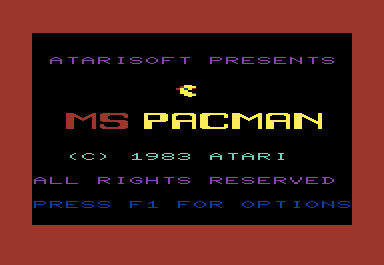 ATARISOFT PRESENTS
MS PACMAN
(C) 1983 ATARI
ALL RIGHTS RESERVED
PRESS F1 FOR OPTIONS